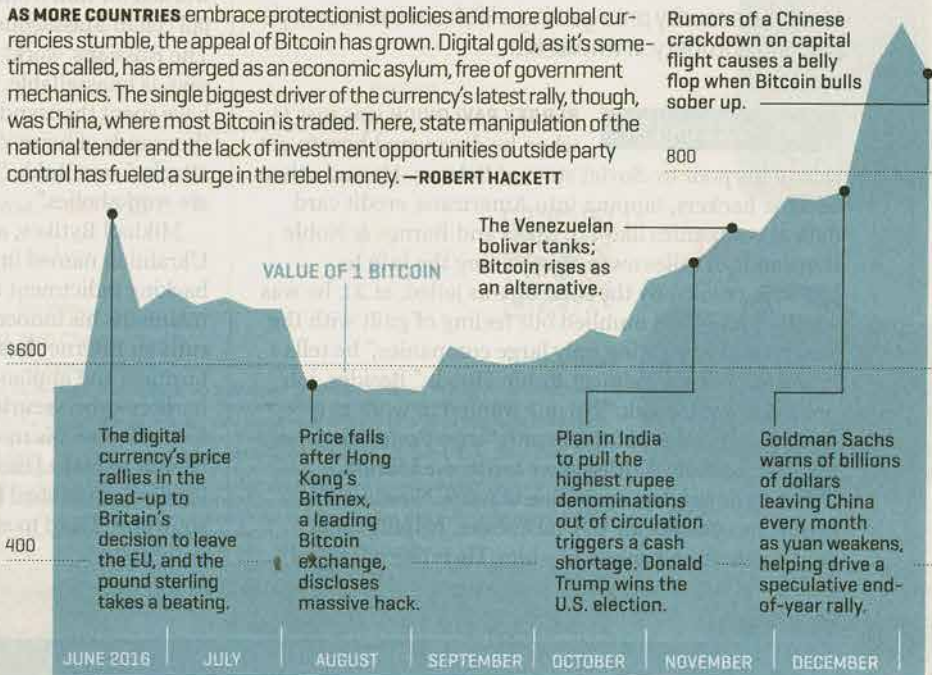 AS MORE COUNTRIES embrace protectionist policies and more global cur-
rencies stumble, the appeal of Bitcoin has grown. Digital gold, as it's some-
times called, has emerged as an economic asylum, free of government
mechanics. The single biggest driver of the currency's latest rally, though,
was China, where most Bitcoin is traded. There, state manipulation of the
national tender and the lack of investment opportunities outside party
control has fueled a surge in the rebel money. —ROBERT HACKETT
Rumors of a Chinese
crackdown on capital
flight causes a belly
flop when Bitcoin bulls
sober up.
800
The Venezuelan
bolivar tanks;
Bitcoin rises as
an alternative.
VALUE OF 1 BITCOIN
$600
The digital
currency's price
rallies in the
lead-up to
Britain's
decision to leave
the EU, and the
pound sterling
takes a beating.
Price falls
after Hong
Kong's
Bitfinex,
a leading
Bitcoin
exchange,
discloses
massive hack.
Plan in India
to pull the
highest rupee
denominations
out of circulation
triggers a cash
shortage. Donald
Trump wins the
U.S. election.
Goldman Sachs
warns of billions
of dollars
leaving China
every month
as yuan weakens,
helping drive a
speculative end-
of-year rally.
400
JUNE 2016
JULY
AUGUST
SEPTEMBER
OCTOBER
NOVEMBER
DECEMBER